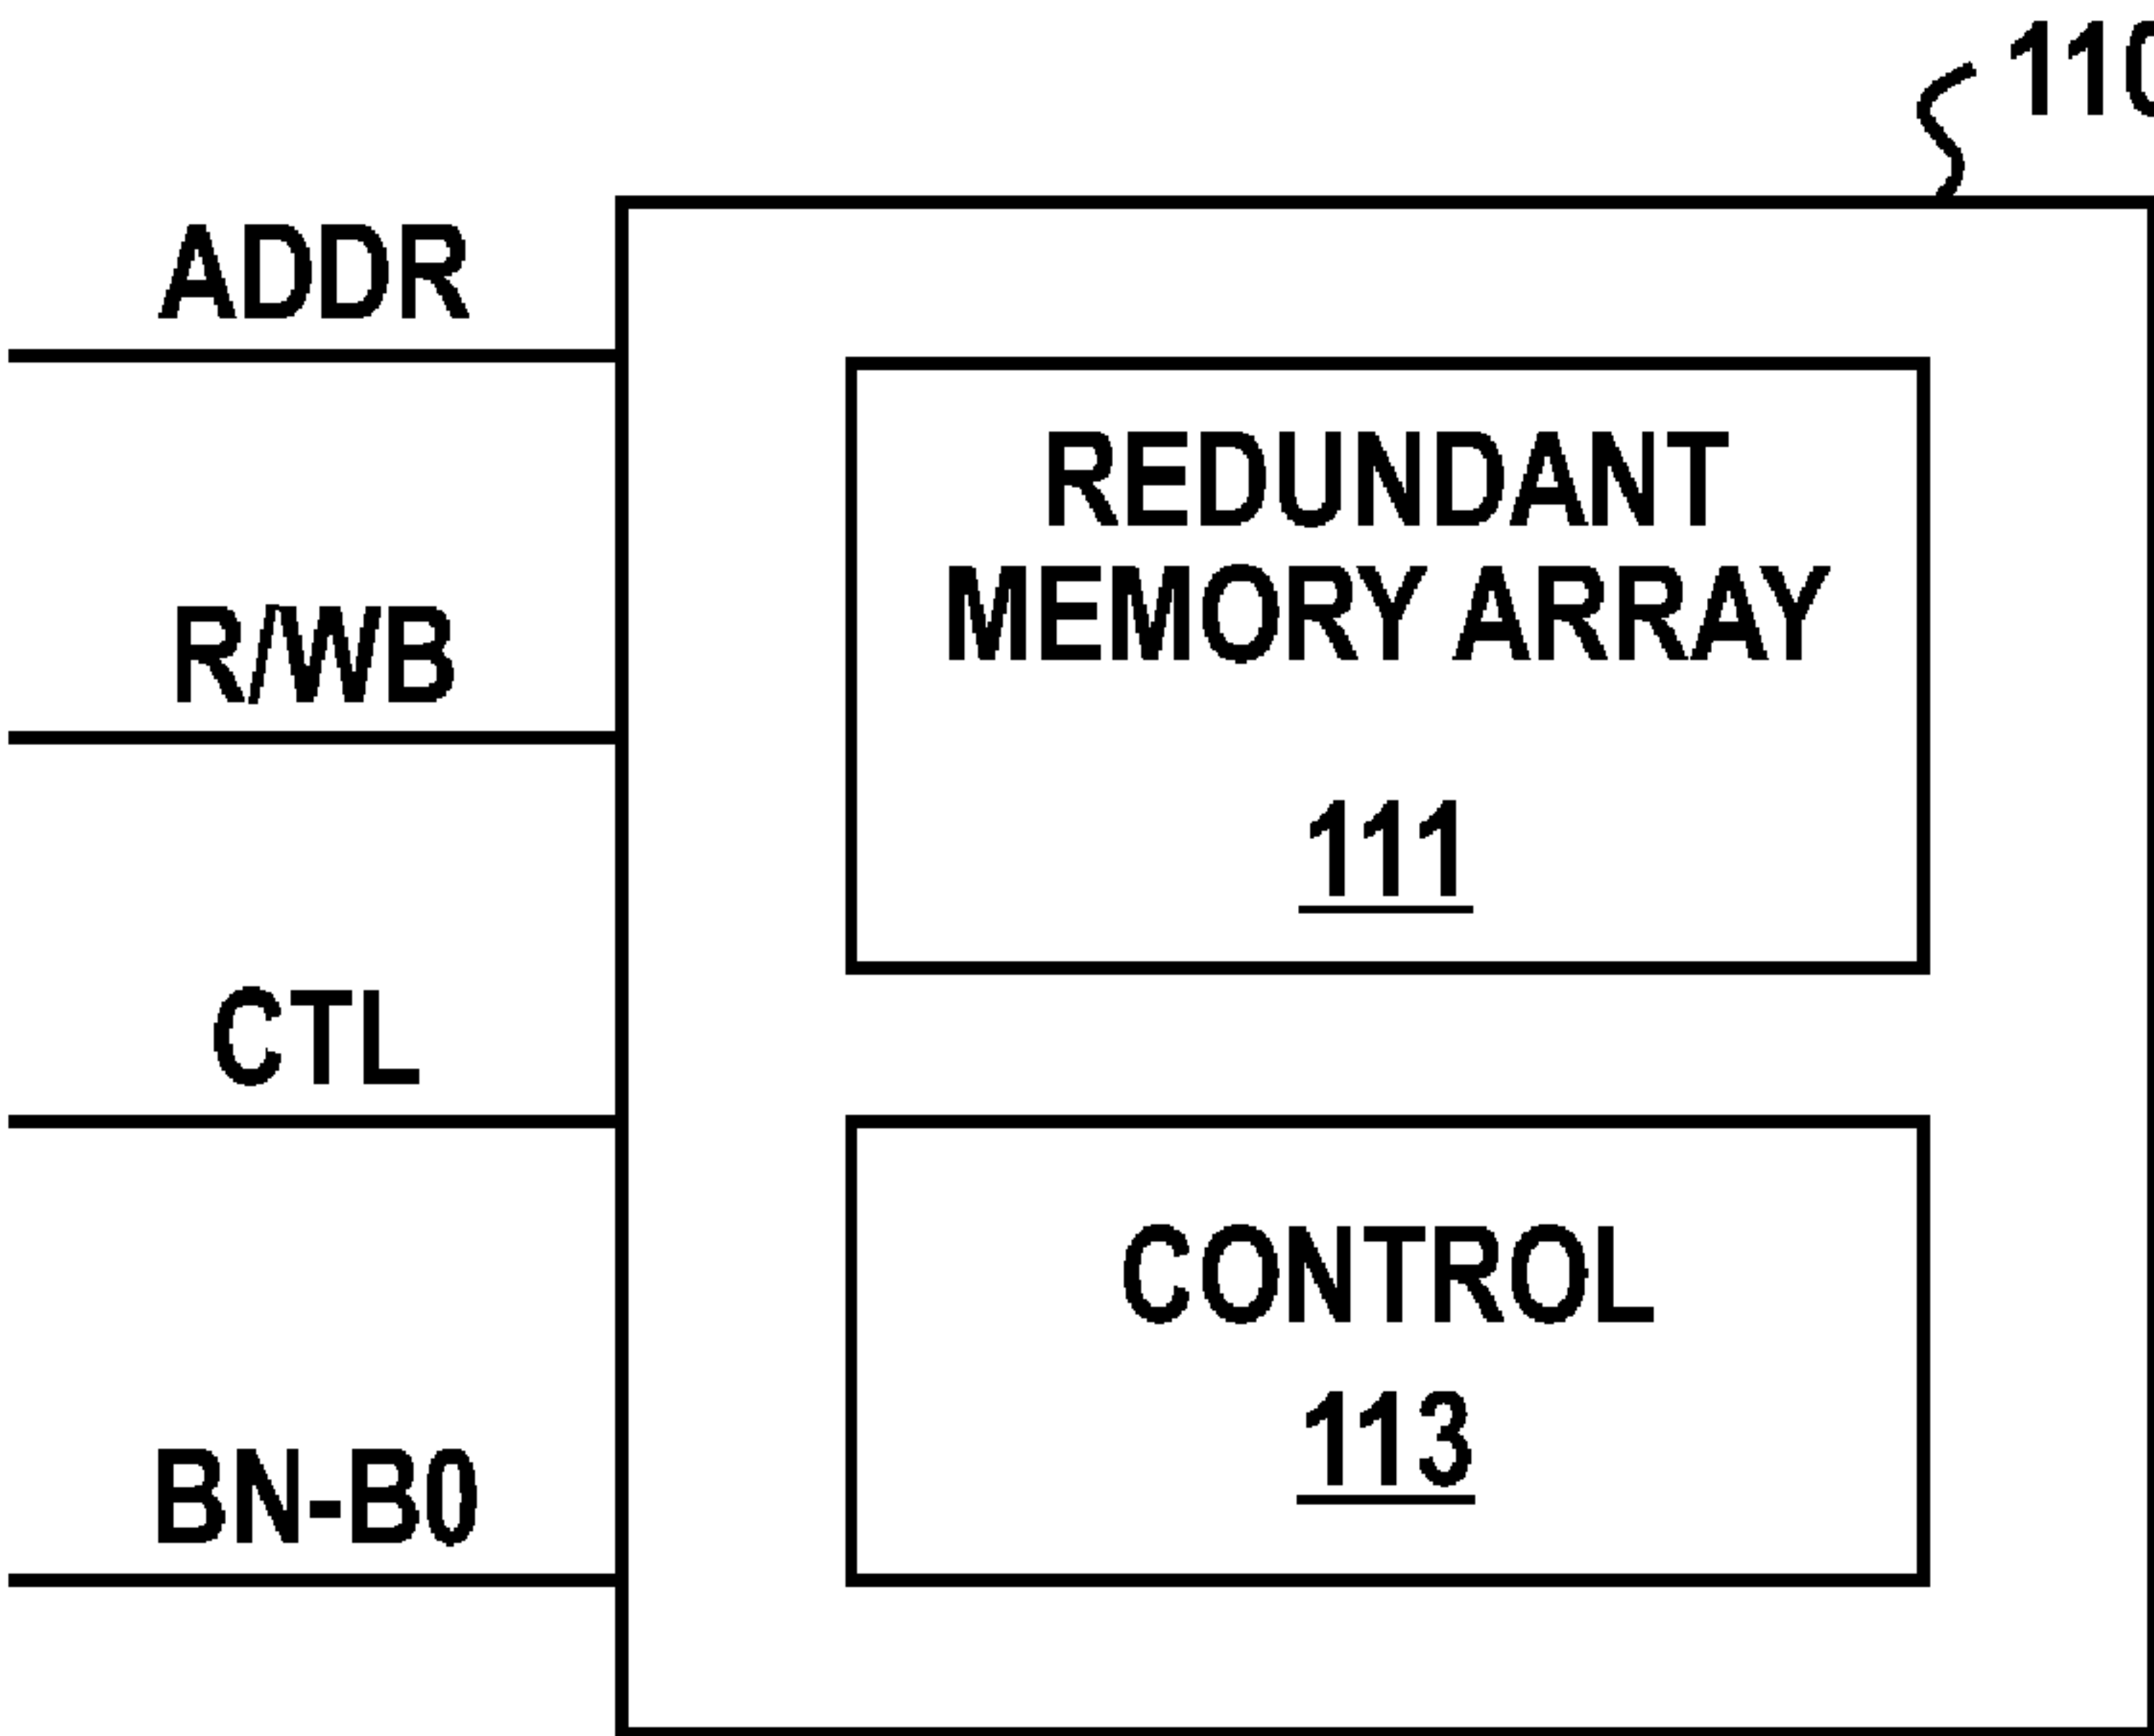 110
ADDR
REDUNDANT
MEMORY ARRAY
R/WB
111
CTL
CONTROL
113
BN-B0